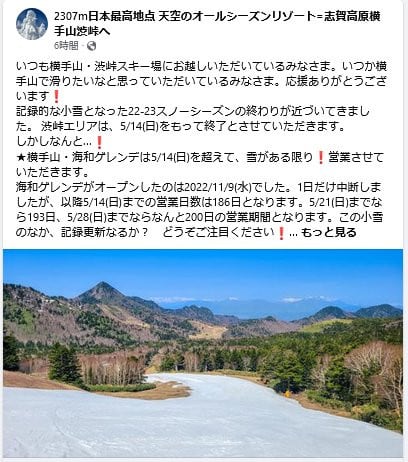 2307m日本最高地点 天空のオールシーズンリゾート=志賀高原横
手山渋峠へ
6時間 ·
いつも横手山・渋峠スキー場にお越しいただいているみなさま。いつか横
手山で滑りたいなと思っていただいているみなさま。応援ありがとうござ
います❗
記録的な小雪となった22-23スノーシーズンの終わりが近づいてきまし
た。 渋峠エリアは、5/14(日)をもって終了とさせていただきます。
しかしなんと...❗
★横手山・海和ゲレンデは5/14(日)を超えて、雪がある限り❗営業させて
いただきます。
海和ゲレンデがオープンしたのは2022/11/9(水)でした。1日だけ中断しま
したが、以降5/14(日)までの営業日数は186日となります。5/21(日)までな
ら193日、5/28(日)までならなんと200日の営業期間となります。この小雪
のなか、記録更新なるか？　どうぞご注目ください❗... もっと見る